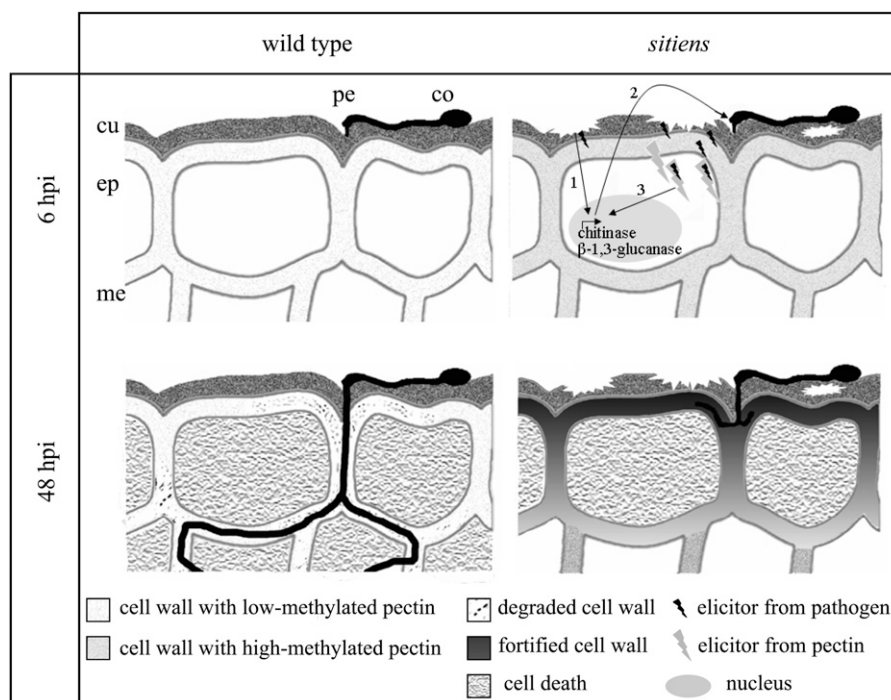 wild type
sitiens
6 hpi
pe
co
cu
ep
me
2
1
3
chitinase
β-1,3-glucanase
48 hpi
cell wall with low-methylated pectin
degraded cell wall
elicitor from pathogen
cell wall with high-methylated pectin
fortified cell wall
elicitor from pectin
cell death
nucleus